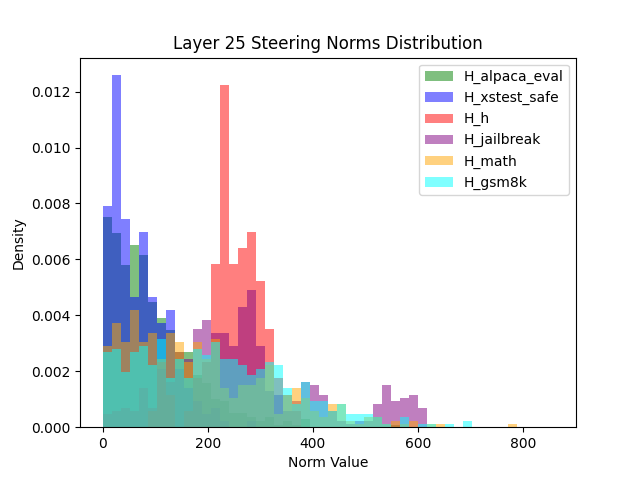 Layer 25 Steering Norms Distribution
H_alpaca_eval
H_xstest_safe
H_h
H_jailbreak
H_math
H_gsm8k
0.012
0.010
0.008
0.006
0.004
0.002
0.000
Density
0 200 400 600 800
Norm Value